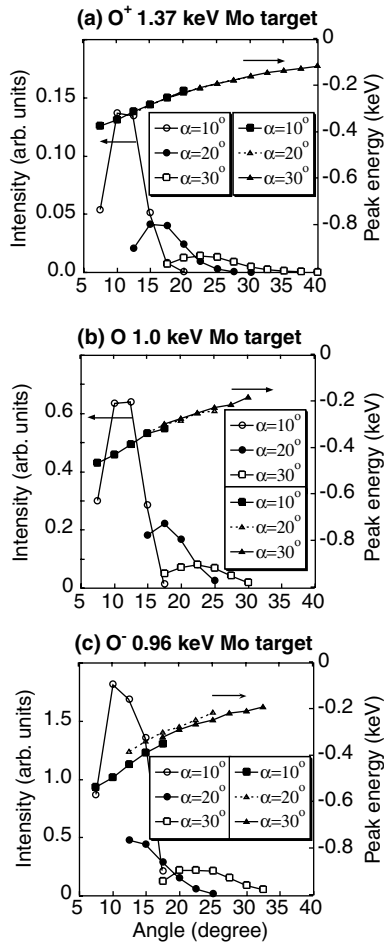 (a) O⁺ 1.37 keV Mo target
Intensity (arb. units)
0.15
0.10
0.05
0.0
0
-0.2
-0.4
-0.6
-0.8
Peak energy (keV)
α=10° α=10°
α=20° α=20°
α=30° α=30°
5 10 15 20 25 30 35 40
(b) O 1.0 keV Mo target
Intensity (arb. units)
0.6
0.4
0.2
0
0
-0.2
-0.4
-0.6
-0.8
Peak energy (keV)
α=10°
α=20°
α=30°
α=10°
α=20°
α=30°
5 10 15 20 25 30 35 40
(c) O⁻ 0.96 keV Mo target
Intensity (arb. units)
1.5
1.0
0.5
0
0
-0.2
-0.4
-0.6
-0.8
Peak energy (keV)
α=10° α=10°
α=20° α=20°
α=30° α=30°
5 10 15 20 25 30 35 40
Angle (degree)